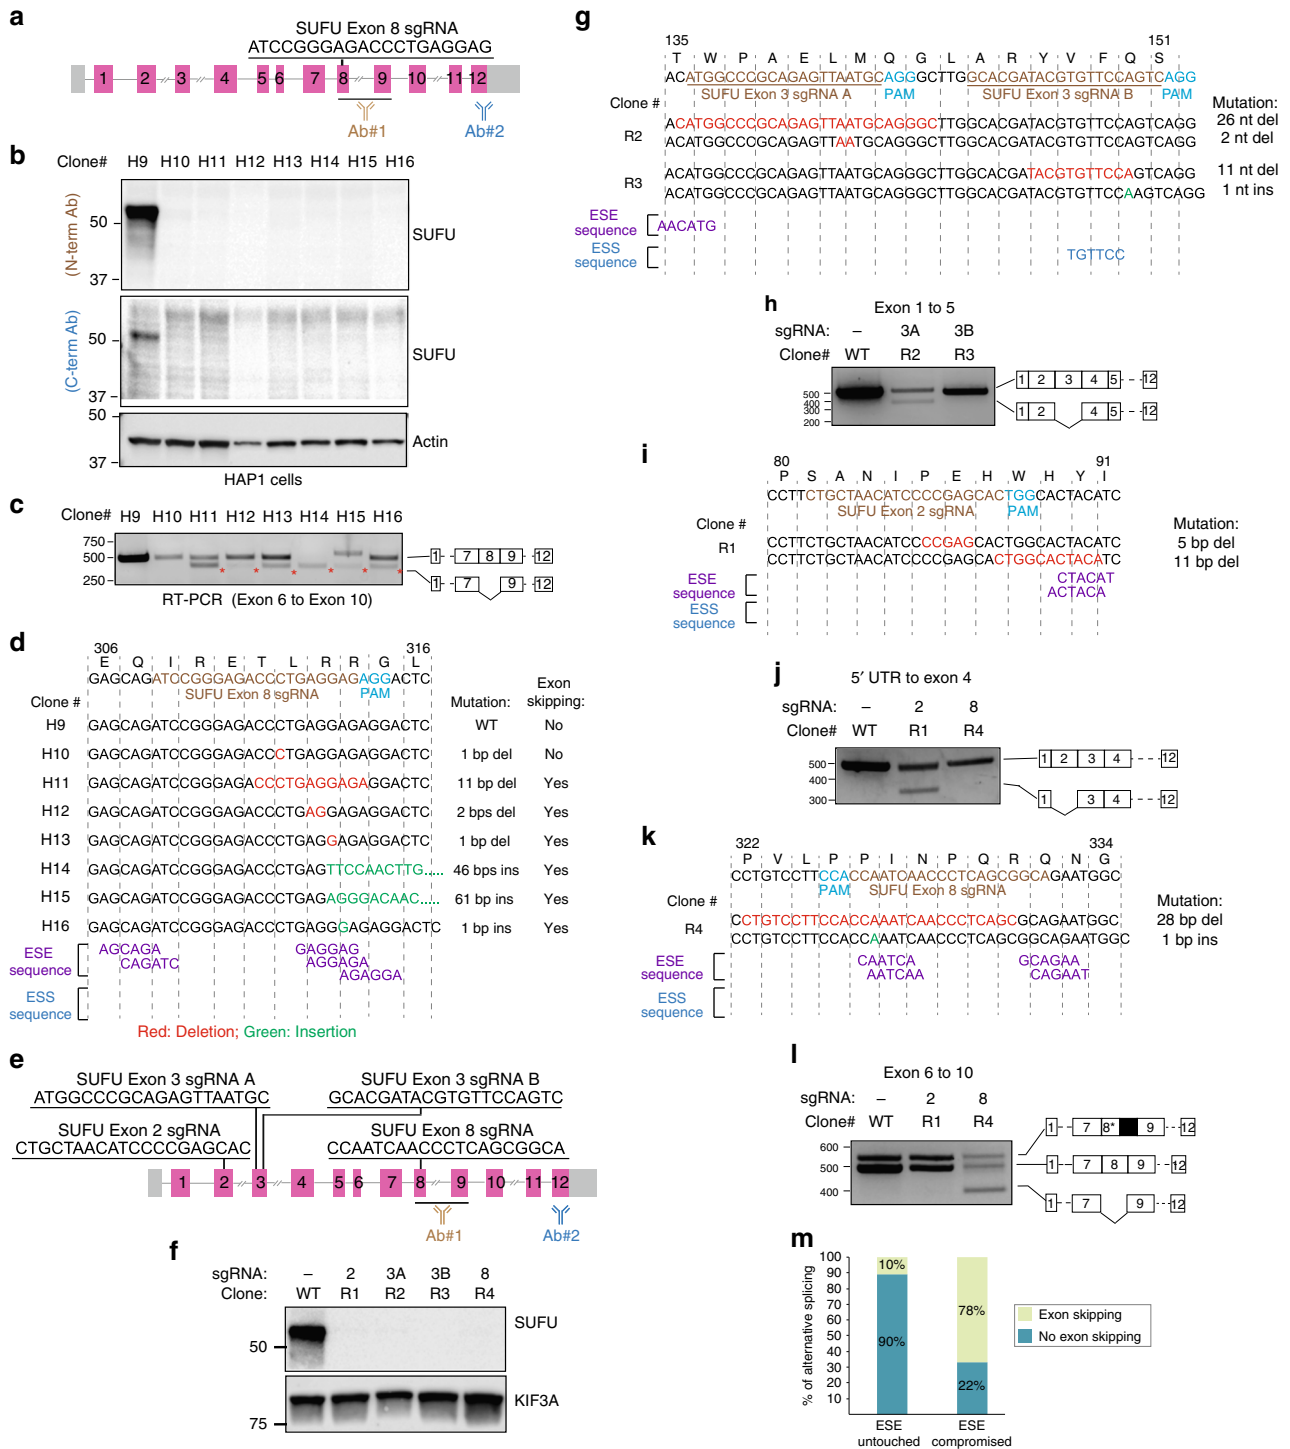 a
SUFU Exon 8 sgRNA
ATCCGGGAGACCCTGAGGAG
1 2 3 4 5 6 7 8 9 10 11 12
Ab#1 Ab#2
b
Clone# H9 H10 H11 H12 H13 H14 H15 H16
(N-term Ab)
50
37
SUFU
(C-term Ab)
50
37
SUFU
50
37
Actin
HAP1 cells
c
Clone# H9 H10 H11 H12 H13 H14 H15 H16
750
500
250
* * * * * *
1 7 8 9 12
1 7 9 12
RT-PCR (Exon 6 to Exon 10)
d
306 316
E Q I R E T L R R G L
GAGCAGATCCGGGAGACCCTGAGGAGAGGACTC
SUFU Exon 8 sgRNA PAM
Clone # Mutation: Exon skipping:
H9 GAGCAGATCCGGGAGACCCTGAGGAGAGGACTC WT No
H10 GAGCAGATCCGGGAGACCCTGAGGAGAGGACTC 1 bp del No
H11 GAGCAGATCCGGGAGACCCTGAGGAGAGGACTC 11 bp del Yes
H12 GAGCAGATCCGGGAGACCCTGAGGAGAGGACTC 2 bps del Yes
H13 GAGCAGATCCGGGAGACCCTGAGGAGAGGACTC 1 bp del Yes
H14 GAGCAGATCCGGGAGACCCTGAGTTCCAACTTG..... 46 bps ins Yes
H15 GAGCAGATCCGGGAGACCCTGAGAGGGACAAC..... 61 bp ins Yes
H16 GAGCAGATCCGGGAGACCCTGAGGGGAGAGGACTC 1 bp ins Yes
ESE sequence
AGCAGA GAGGAG
CAGATC AGGAGA
AGAGGA
ESS sequence
Red: Deletion; Green: Insertion
e
SUFU Exon 3 sgRNA A
ATGGCCCGCAGAGTTAATGC
SUFU Exon 3 sgRNA B
GCACGATACGTGTTCCAGTC
SUFU Exon 2 sgRNA
CTGCTAACATCCCCGAGCAC
SUFU Exon 8 sgRNA
CCAATCAACCCTCAGCGGCA
1 2 3 4 5 6 7 8 9 10 11 12
Ab#1 Ab#2
f
sgRNA: – 2 3A 3B 8
Clone: WT R1 R2 R3 R4
50
SUFU
75
KIF3A
g
135 151
T W P A E L M Q G L A R Y V F Q S
ACATGGCCCGCAGAGTTAATGCAGGGCTTGGCACGATACGTGTTCCAGTCAGG
SUFU Exon 3 sgRNA A PAM SUFU Exon 3 sgRNA B PAM
Clone # Mutation:
R2
ACATGGCCCGCAGAGTTAATGCAGGGCTTGGCACGATACGTGTTCCAGTCAGG 26 nt del
ACATGGCCCGCAGAGTTAATGCAGGGCTTGGCACGATACGTGTTCCAGTCAGG 2 nt del
R3
ACATGGCCCGCAGAGTTAATGCAGGGCTTGGCACGATACGTGTTCCAGTCAGG 11 nt del
ACATGGCCCGCAGAGTTAATGCAGGGCTTGGCACGATACGTGTTCCAAGTCAGG 1 nt ins
ESE sequence
AACATG
ESS sequence
TGTTCC
h
Exon 1 to 5
sgRNA: – 3A 3B
Clone# WT R2 R3
500
400
300
200
1 2 3 4 5 12
1 2 4 5 12
i
80 91
P S A N I P E H W H Y I
CCTTCTGCTAACATCCCCGAGCACTGGCACTACATC
SUFU Exon 2 sgRNA PAM
Clone # Mutation:
R1
CCTTCTGCTAACATCCCCGAGCACTGGCACTACATC 5 bp del
CCTTCTGCTAACATCCCCGAGCACTGGCACTACATC 11 bp del
ESE sequence
CTACAT
ACTACA
ESS sequence
j
5′ UTR to exon 4
sgRNA: – 2 8
Clone# WT R1 R4
500
400
300
1 2 3 4 12
1 3 4 12
k
322 334
P V L P P I N P Q R Q N G
CCTGTCCTTCCACCAATCAACCCTCAGCGGCAGAATGGC
PAM SUFU Exon 8 sgRNA
Clone # Mutation:
R4
CCTGTCCTTCCACCAAATCAACCCTCAGCGCAGAATGGC 28 bp del
CCTGTCCTTCCACCAAATCAACCCTCAGCGGCAGAATGGC 1 bp ins
ESE sequence
CAATCA GCAGAA
AATCAA CAGAAT
ESS sequence
l
Exon 6 to 10
sgRNA: – 2 8
Clone# WT R1 R4
600
500
400
1 7 8* 9 12
1 7 8 9 12
1 7 9 12
m
% of alternative splicing
100
90
80
70
60
50
40
30
20
10
10%
90%
78%
22%
ESE untouched
ESE compromised
Exon skipping
No exon skipping